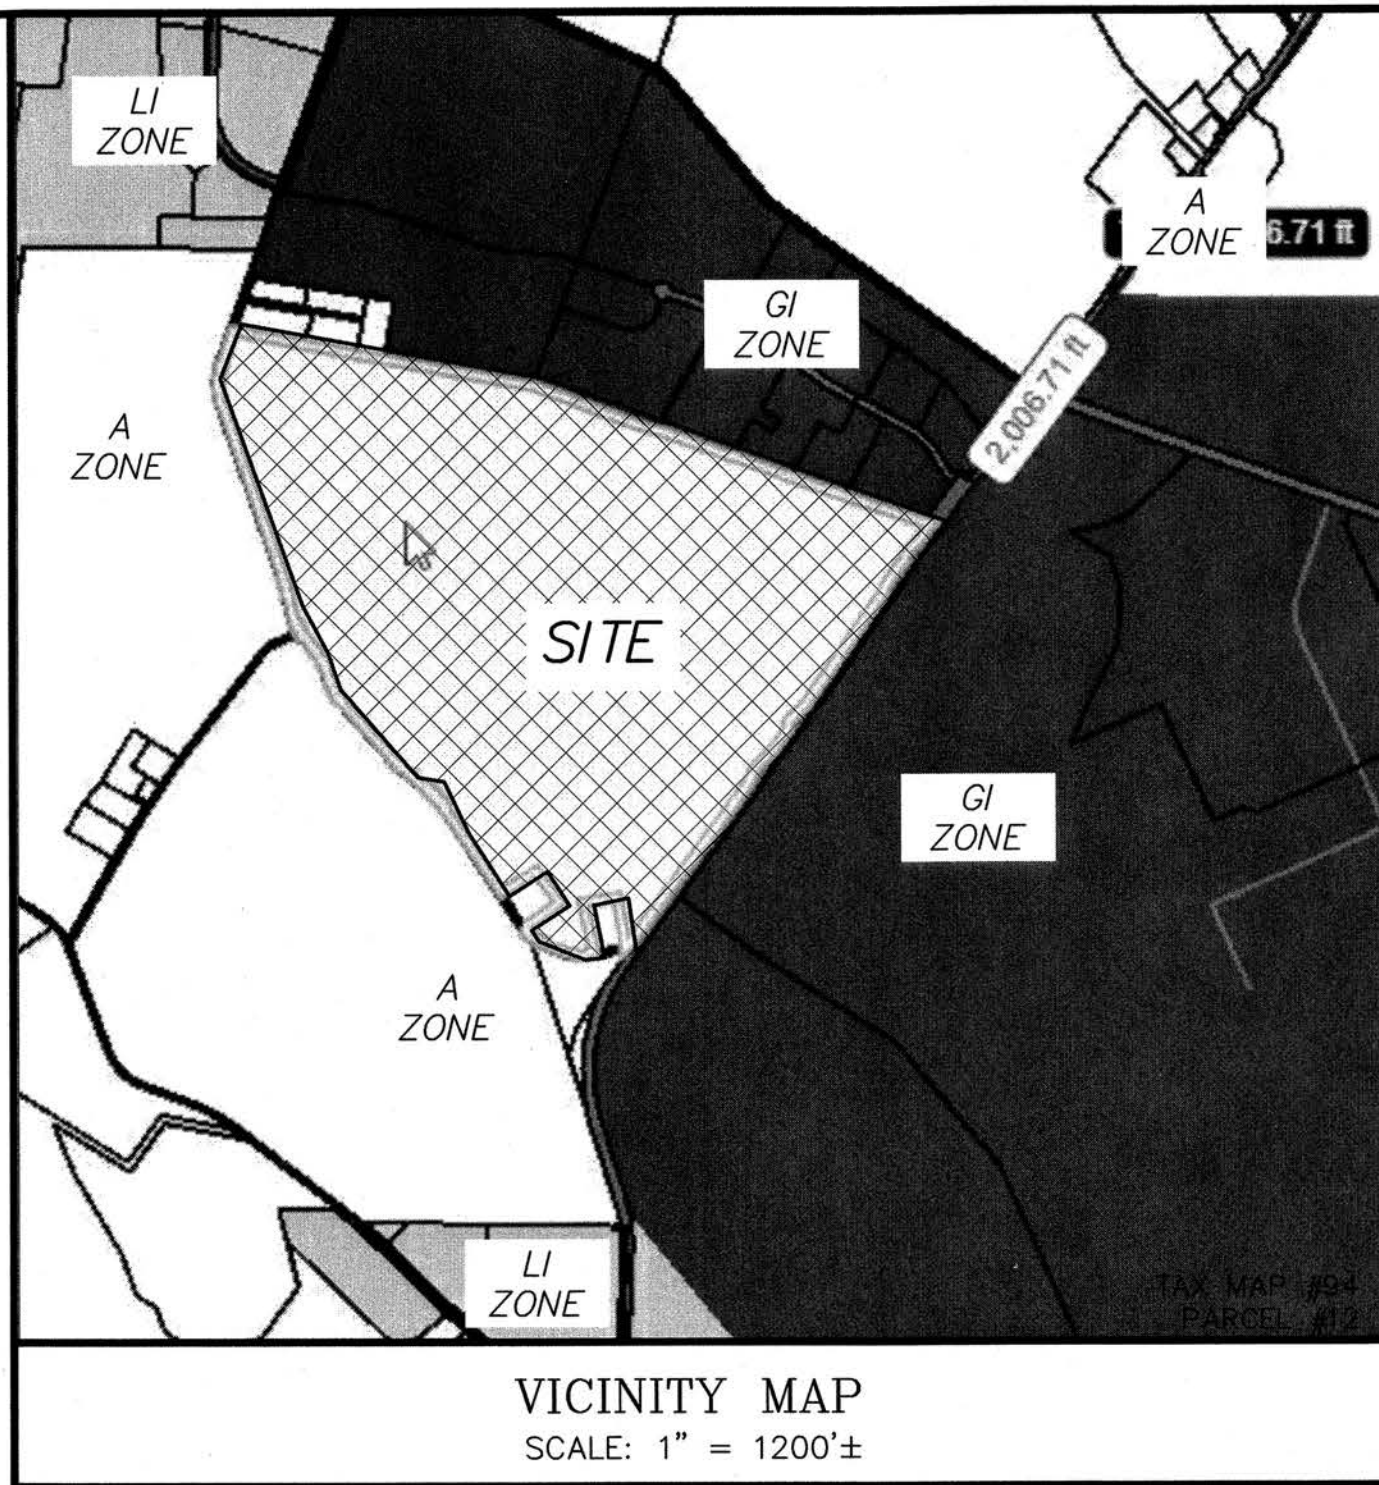 LI
ZONE
A
ZONE
6.71 ft
GI
ZONE
2,006.71 ft
A
ZONE
SITE
GI
ZONE
A
ZONE
LI
ZONE
TAX MAP #94
PARCEL #12
VICINITY MAP
SCALE: 1" = 1200'±